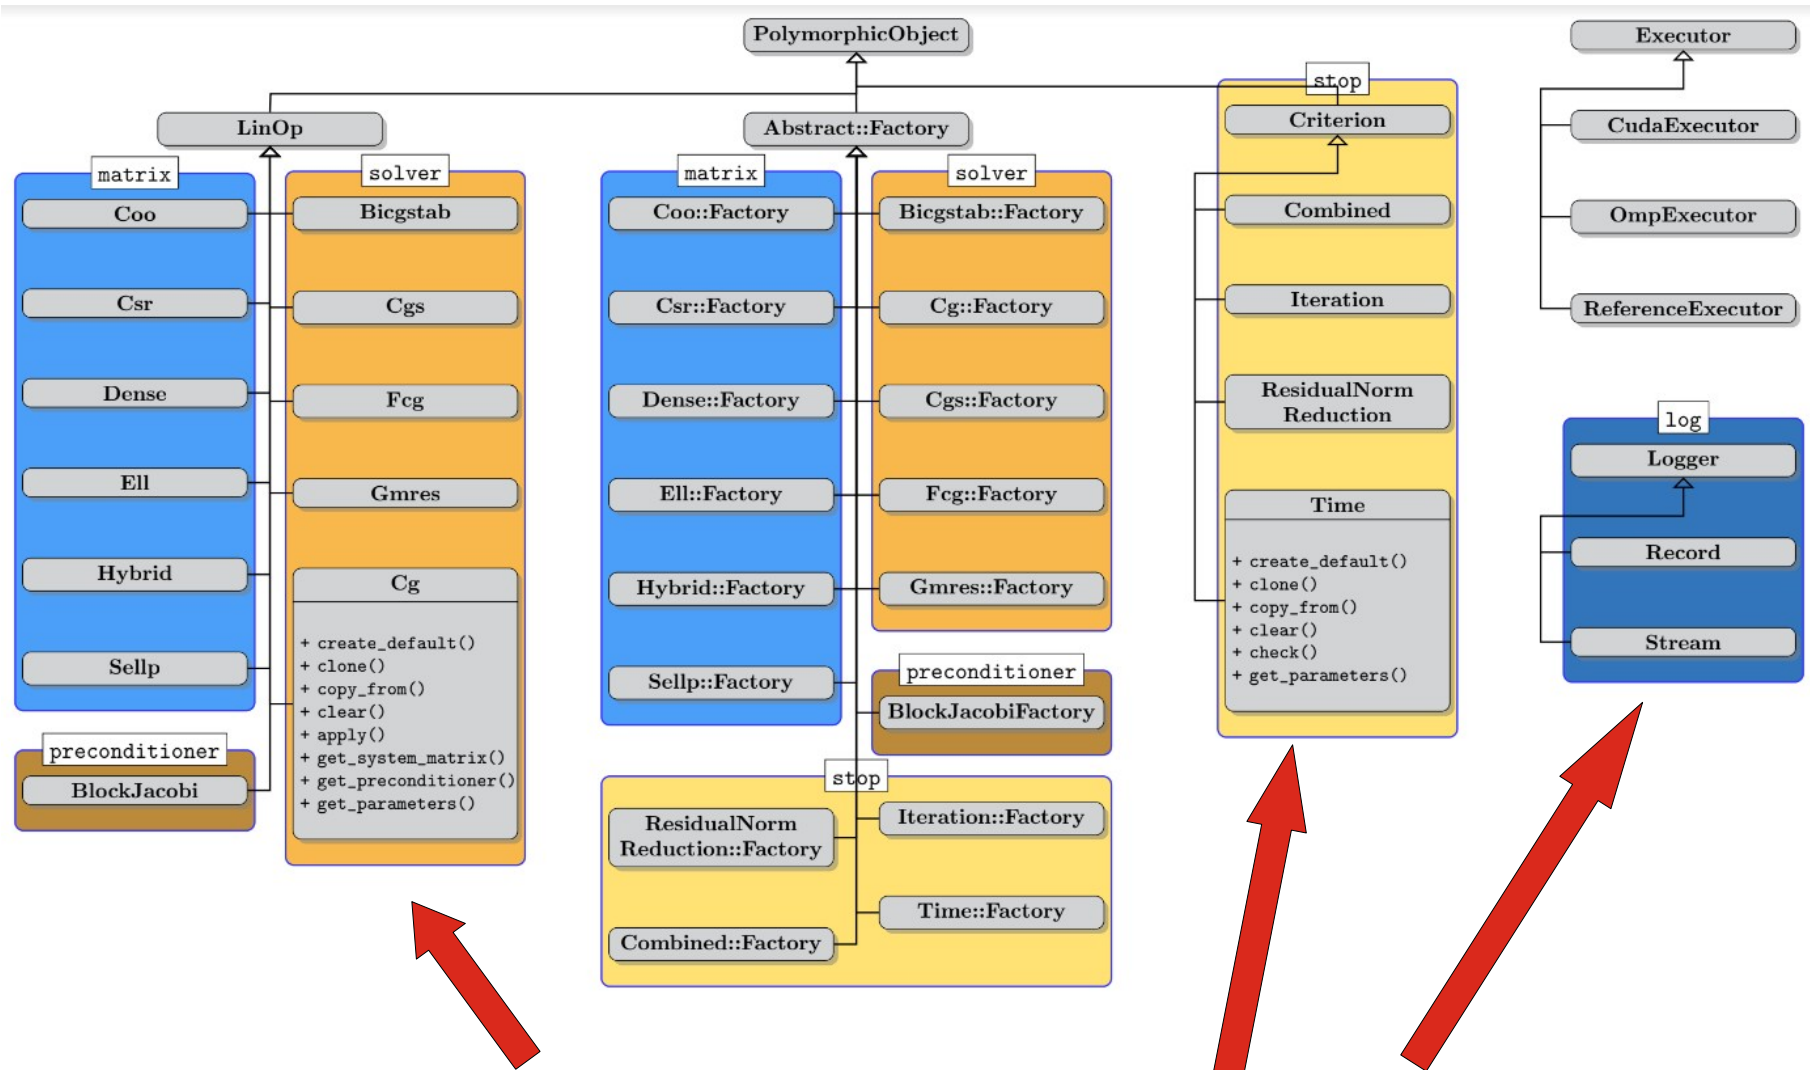 PolymorphicObject
LinOp
matrix
Coo
Csr
Dense
Ell
Hybrid
Sellp
preconditioner
BlockJacobi
solver
Bicgstab
Cgs
Fcg
Gmres
Cg
+ create_default()
+ clone()
+ copy_from()
+ clear()
+ apply()
+ get_system_matrix()
+ get_preconditioner()
+ get_parameters()
Abstract::Factory
matrix
Coo::Factory
Csr::Factory
Dense::Factory
Ell::Factory
Hybrid::Factory
Sellp::Factory
solver
Bicgstab::Factory
Cg::Factory
Cgs::Factory
Fcg::Factory
Gmres::Factory
preconditioner
BlockJacobiFactory
stop
ResidualNorm
Reduction::Factory
Combined::Factory
Iteration::Factory
Time::Factory
stop
Criterion
Combined
Iteration
ResidualNorm
Reduction
Time
+ create_default()
+ clone()
+ copy_from()
+ clear()
+ check()
+ get_parameters()
Executor
CudaExecutor
OmpExecutor
ReferenceExecutor
log
Logger
Record
Stream